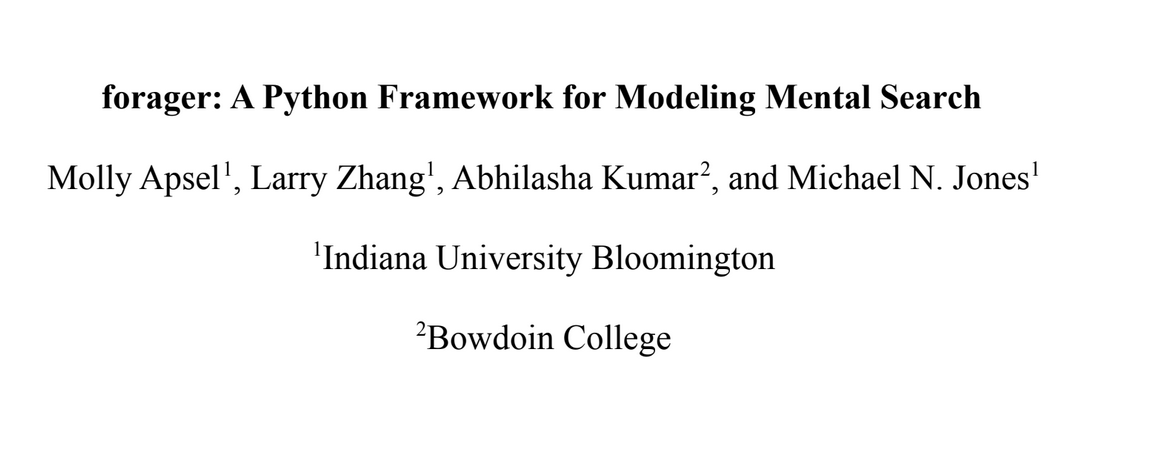 forager: A Python Framework for Modeling Mental Search
Molly Apsel¹, Larry Zhang¹, Abhilasha Kumar², and Michael N. Jones¹
¹Indiana University Bloomington
²Bowdoin College